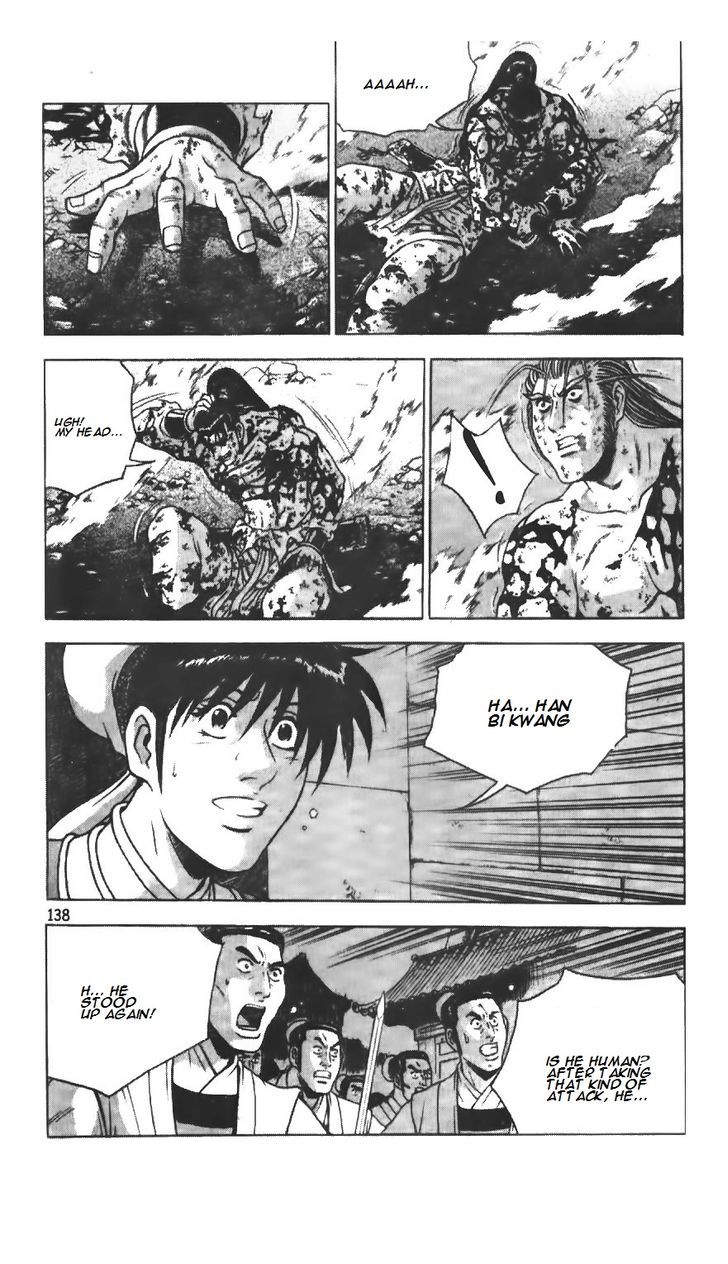 AAAAH...
UGH!
MY HEAD...
!
HA... HAN
BI KWANG
138
H... HE
STOOD
UP AGAIN!
IS HE HUMAN?
AFTER TAKING
THAT KIND OF
ATTACK, HE...